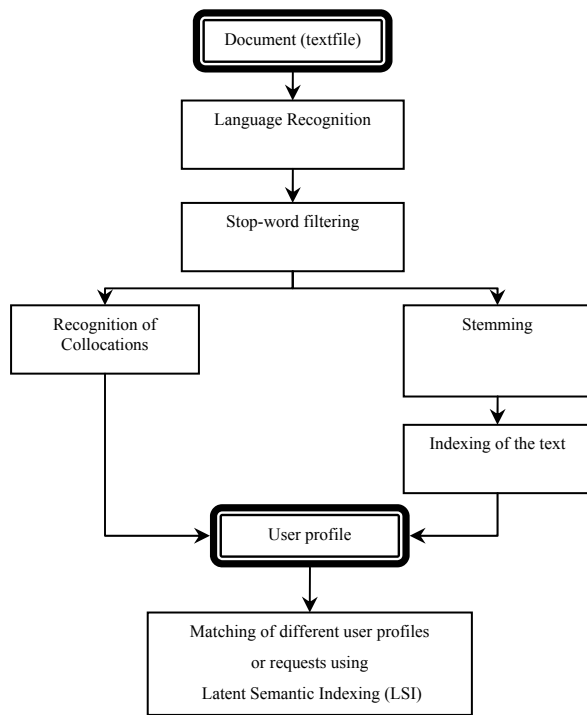 Document (textfile)
Language Recognition
Stop-word filtering
Recognition of
Collocations
Stemming
Indexing of the text
User profile
Matching of different user profiles
or requests using
Latent Semantic Indexing (LSI)